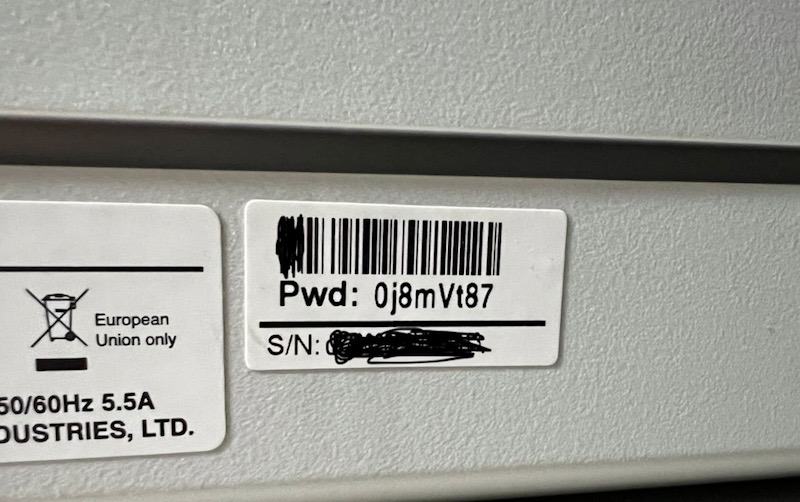 European
Union only
50/60Hz 5.5A
DUSTRIES, LTD.
Pwd: 0j8mVt87
S/N: